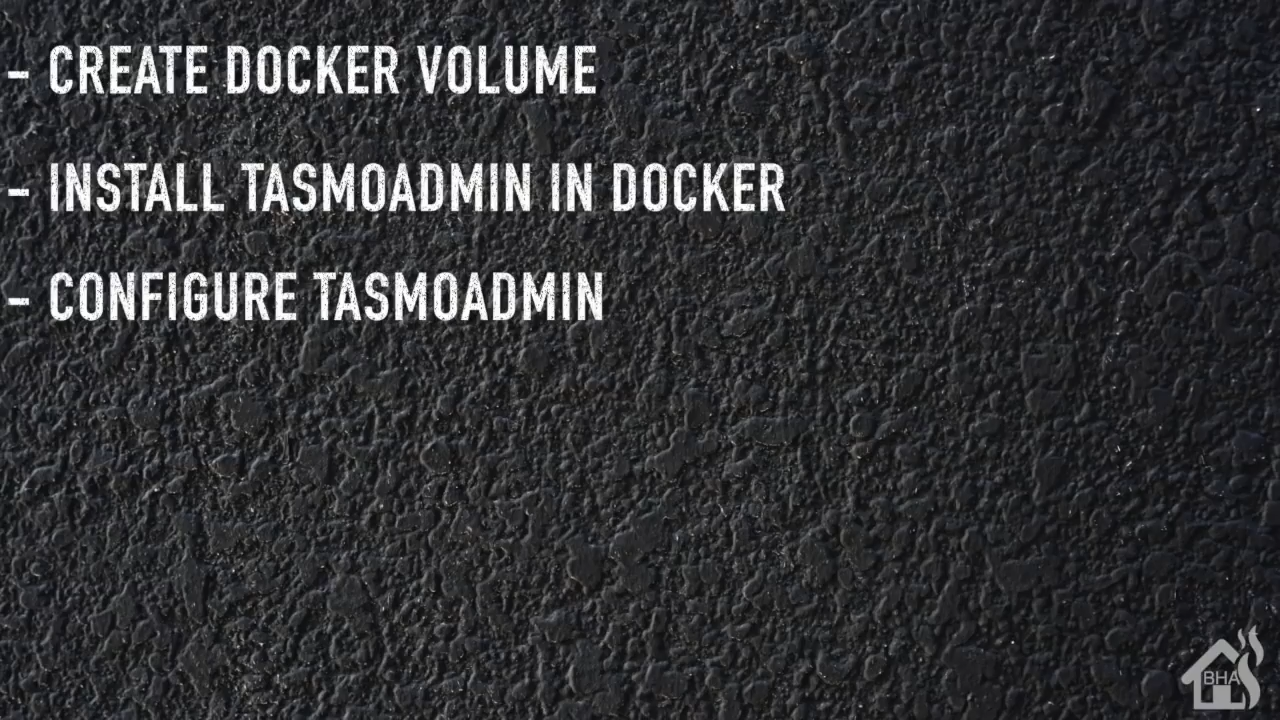 - CREATE DOCKER VOLUME
- INSTALL TASMOADMIN IN DOCKER
- CONFIGURE TASMOADMIN
BHA